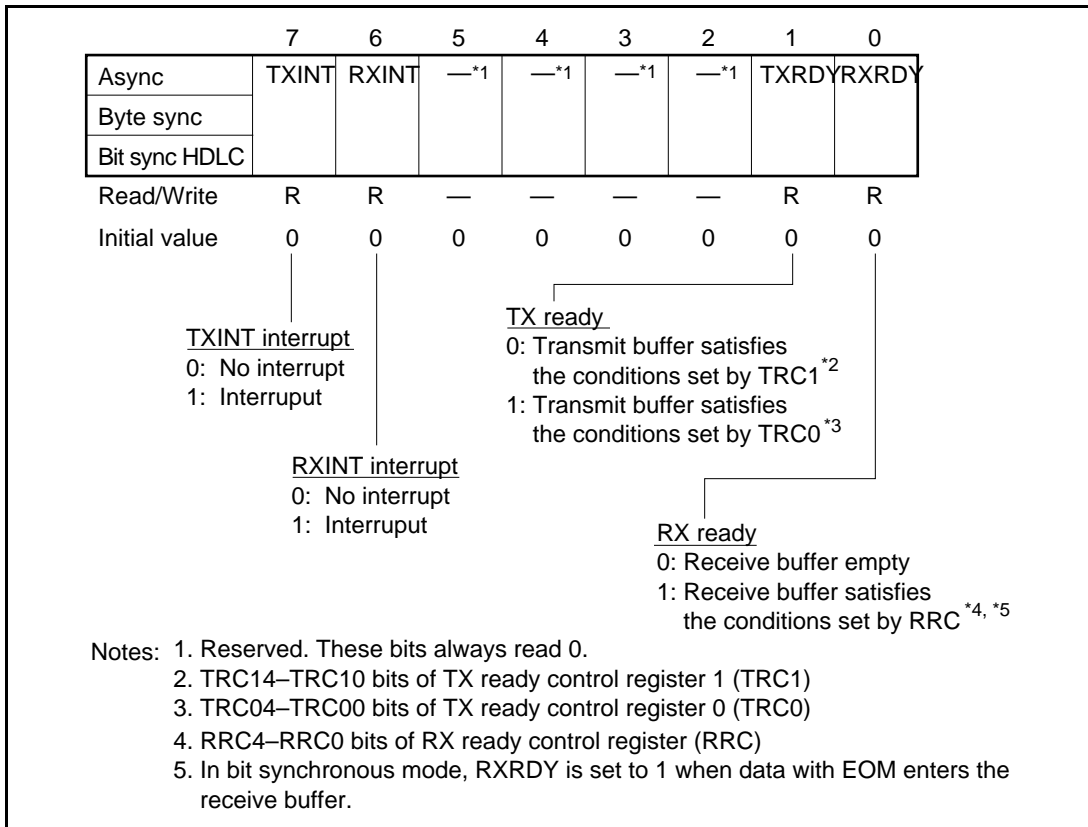 7 6 5 4 3 2 1 0
Async TXINT RXINT —*1 —*1 —*1 —*1 TXRDY RXRDY
Byte sync
Bit sync HDLC
Read/Write R R — — — — R R
Initial value 0 0 0 0 0 0 0 0
TXINT interrupt
0: No interrupt
1: Interruput
RXINT interrupt
0: No interrupt
1: Interruput
TX ready
0: Transmit buffer satisfies
the conditions set by TRC1*2
1: Transmit buffer satisfies
the conditions set by TRC0*3
RX ready
0: Receive buffer empty
1: Receive buffer satisfies
the conditions set by RRC*4, *5
Notes: 1. Reserved. These bits always read 0.
2. TRC14–TRC10 bits of TX ready control register 1 (TRC1)
3. TRC04–TRC00 bits of TX ready control register 0 (TRC0)
4. RRC4–RRC0 bits of RX ready control register (RRC)
5. In bit synchronous mode, RXRDY is set to 1 when data with EOM enters the
receive buffer.